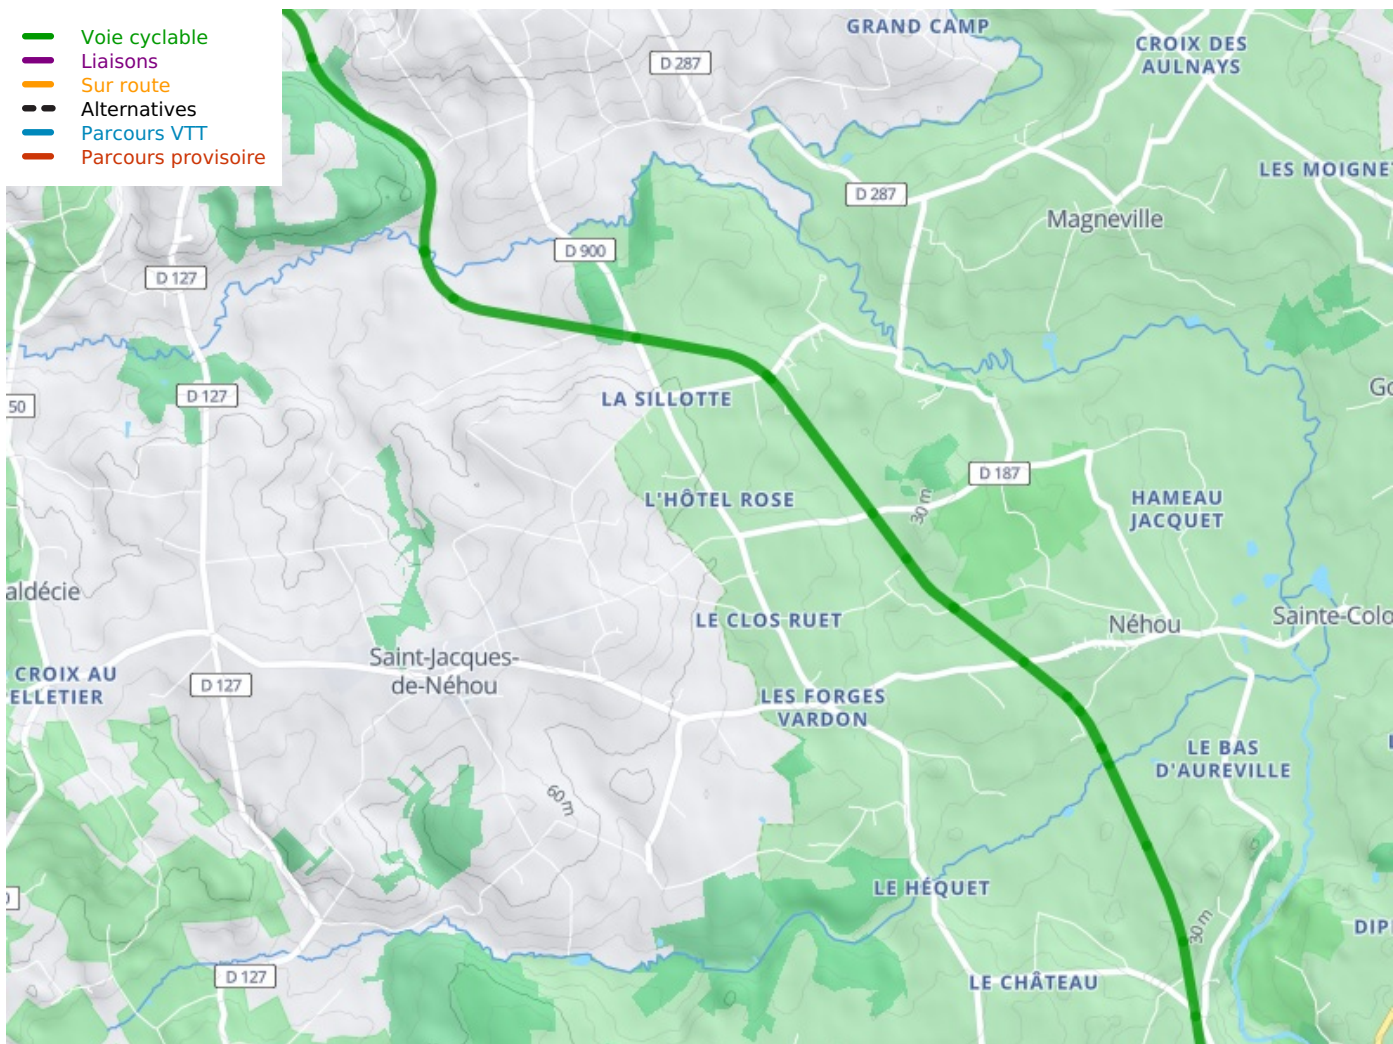 Voie cyclable
Liaisons
Sur route
Alternatives
Parcours VTT
Parcours provisoire
GRAND CAMP
CROIX DES
AULNAYS
D 287
LES MOIGNE
D 287
Magneville
D 900
D 127
D 127
LA SILLOTTE
50
D 187
L'HÔTEL ROSE
30 m
HAMEAU
JACQUET
aldécie
LE CLOS RUET
Néhou
Sainte-Colo
Saint-Jacques-
de-Néhou
CROIX AU
ELLETIER
D 127
LES FORGES
VARDON
LE BAS
D'AUREVILLE
60 m
LE HÉQUET
30 m
DIP
D 127
LE CHÂTEAU